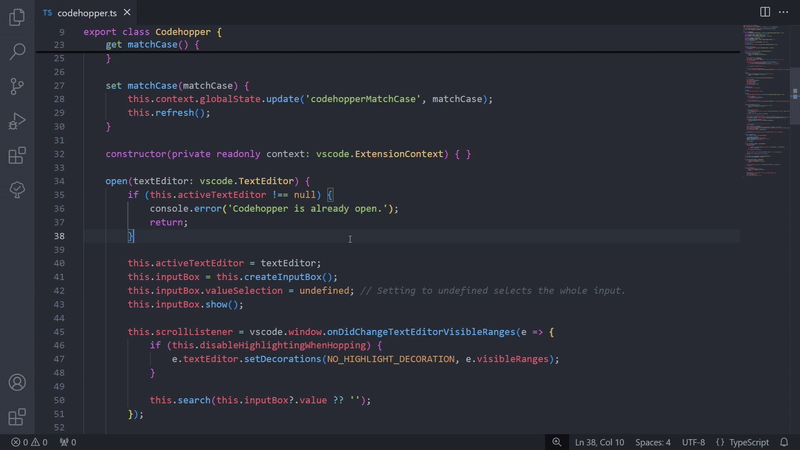 TS codehopper.ts
9 export class Codehopper {
23 get matchCase() {
25 }
26
27 set matchCase(matchCase) {
28 this.context.globalState.update('codehopperMatchCase', matchCase);
29 this.refresh();
30 }
31
32 constructor(private readonly context: vscode.ExtensionContext) { }
33
34 open(textEditor: vscode.TextEditor) {
35 if (this.activeTextEditor !== null) {
36 console.error('Codehopper is already open.');
37 return;
38 }
39
40 this.activeTextEditor = textEditor;
41 this.inputBox = this.createInputBox();
42 this.inputBox.valueSelection = undefined; // Setting to undefined selects the whole input.
43 this.inputBox.show();
44
45 this.scrollListener = vscode.window.onDidChangeTextEditorVisibleRanges(e => {
46 if (this.disableHighlightingWhenHopping) {
47 e.textEditor.setDecorations(NO_HIGHLIGHT_DECORATION, e.visibleRanges);
48 }
49
50 this.search(this.inputBox?.value ?? '');
51 });
52
0 0 0 Ln 38, Col 10 Spaces: 4 UTF-8 {} TypeScript